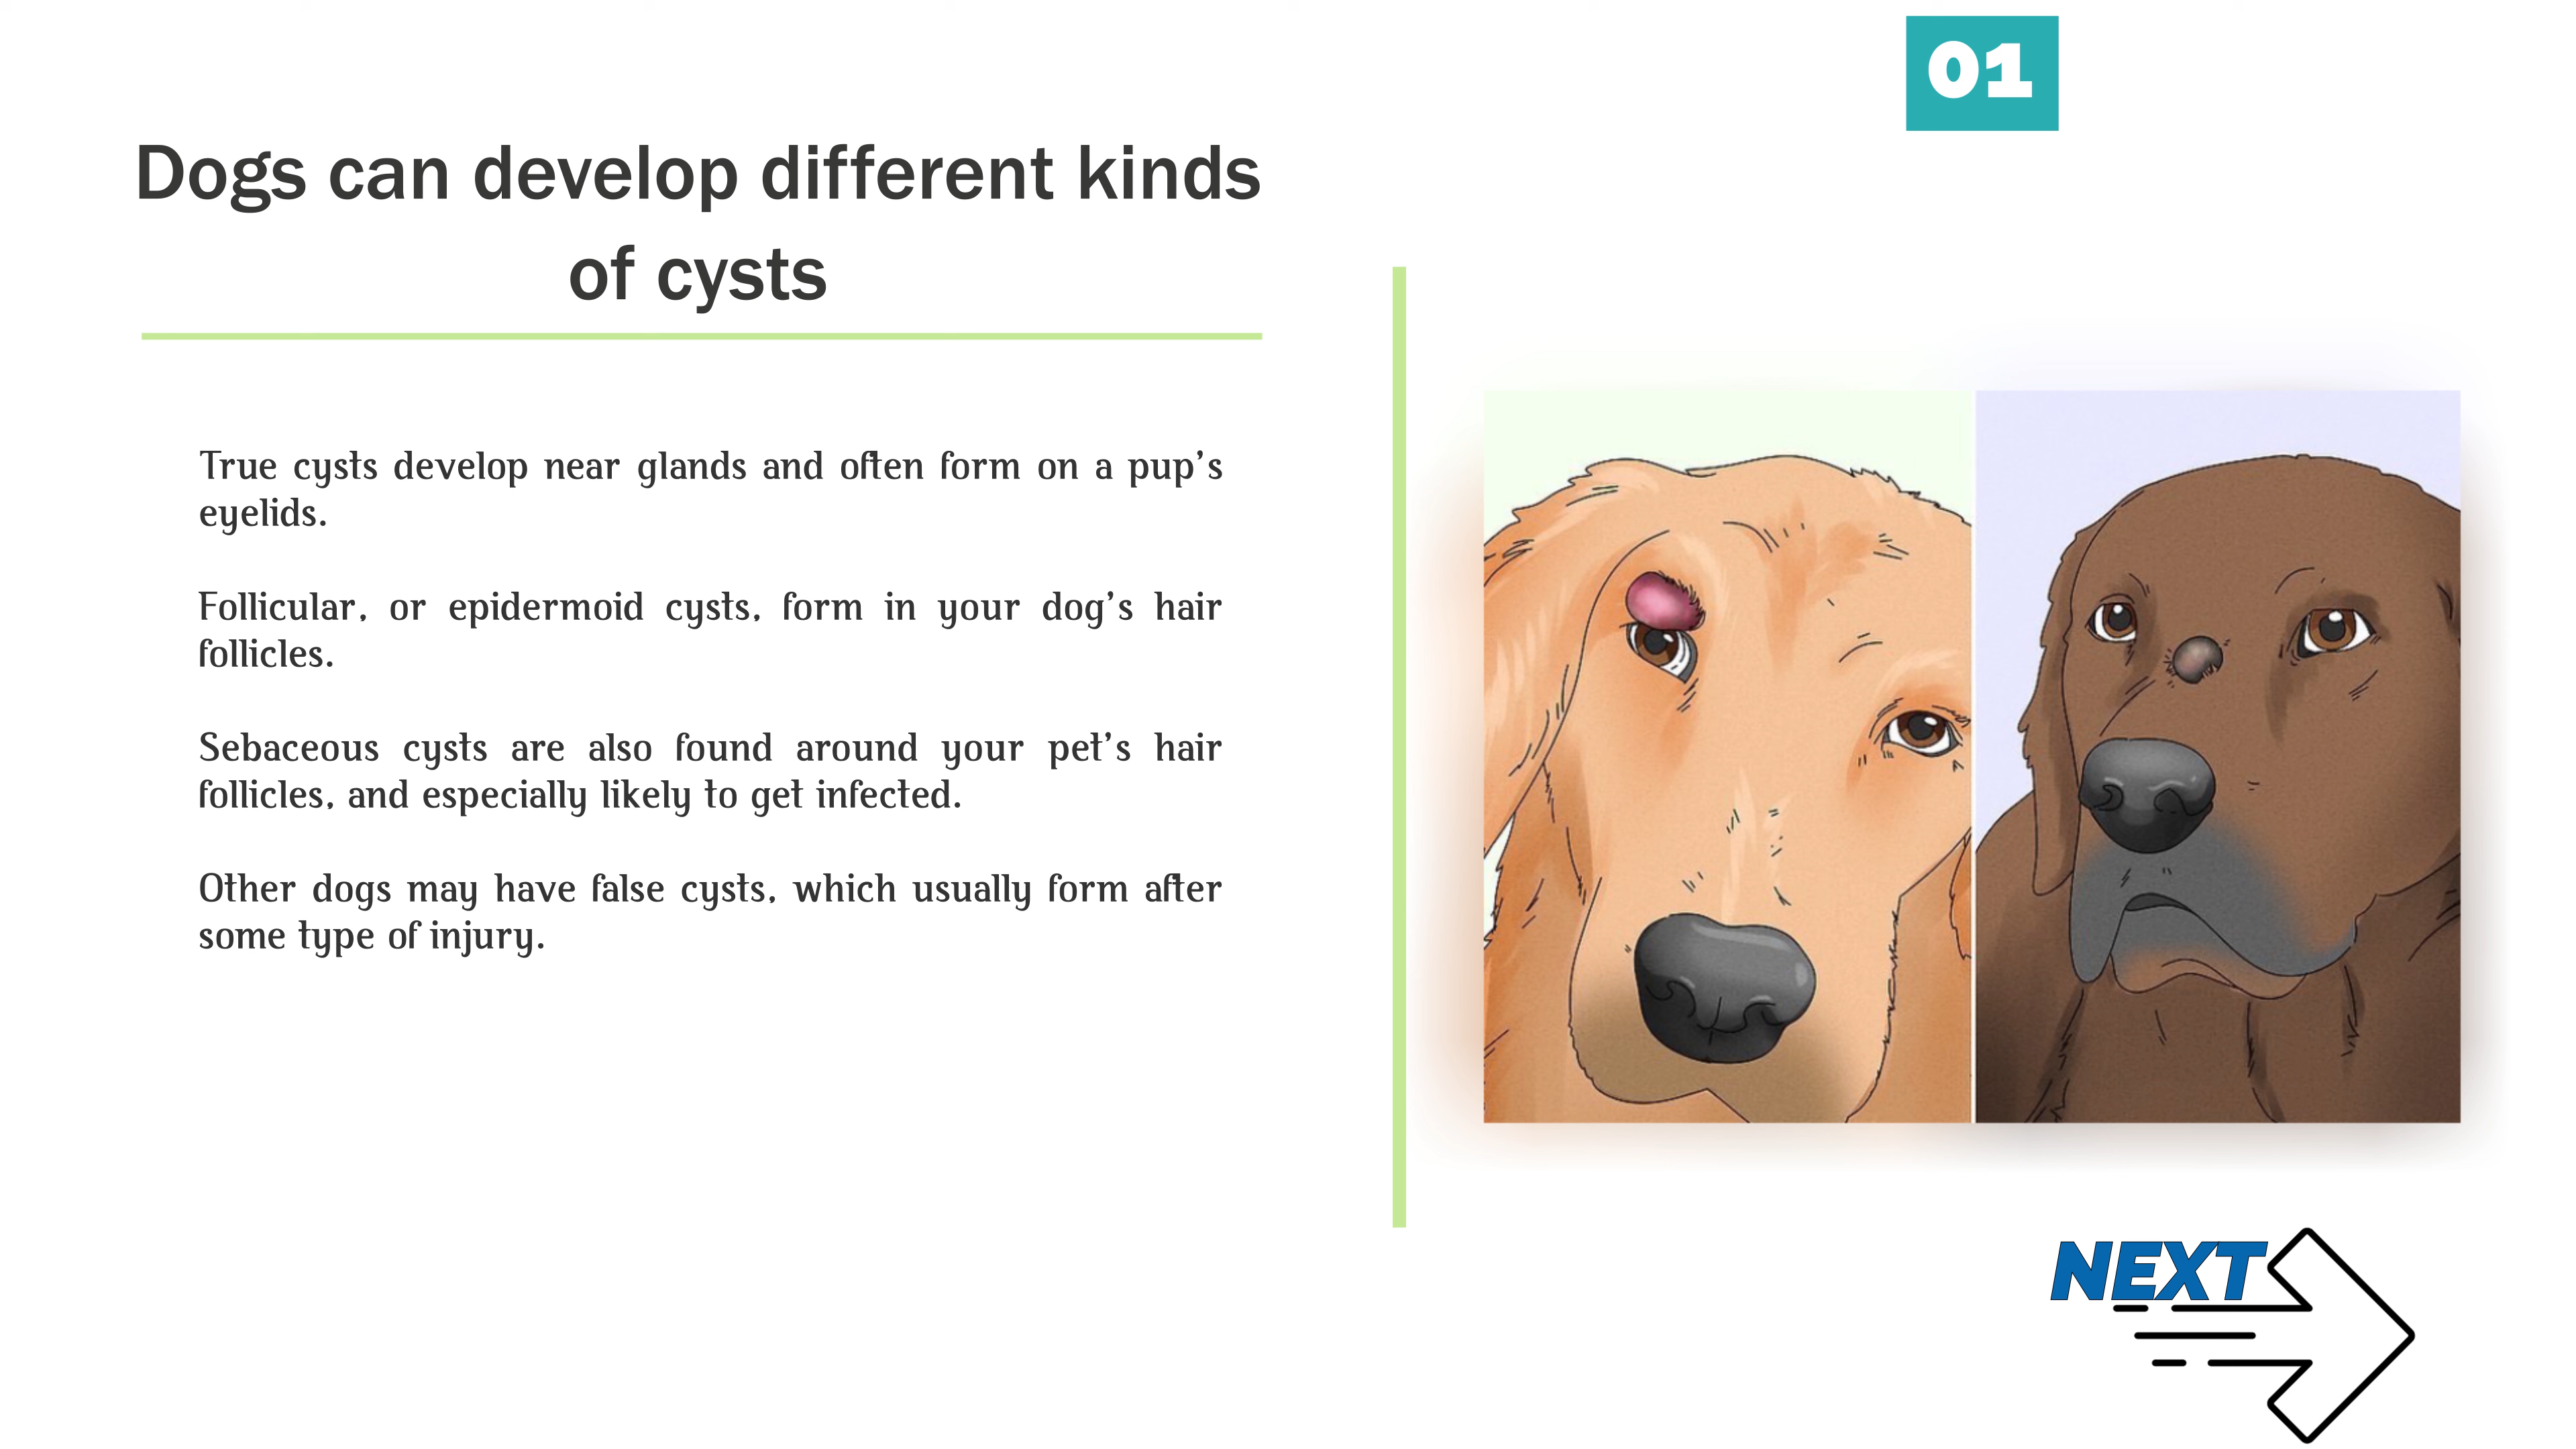 01
Dogs can develop different kinds
of cysts
True cysts develop near glands and often form on a pup's
eyelids.
Follicular, or epidermoid cysts, form in your dog's hair
follicles.
Sebaceous cysts are also found around your pet's hair
follicles, and especially likely to get infected.
Other dogs may have false cysts, which usually form after
some type of injury.
NEXT